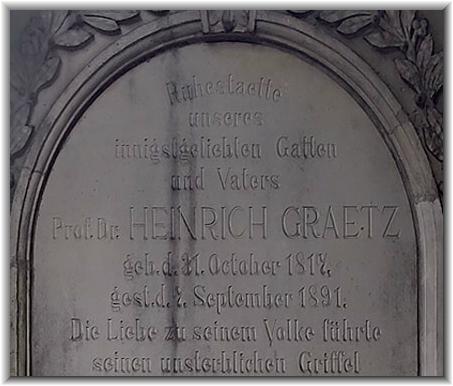 Ruhestaette
unseres
innigstgeliebten Gatten
und Vaters
Prof. Dr. HEINRICH GRAETZ
geb. d. 31. October 1817.
gest. d. 7. September 1891.
Die Liebe zu seinem Volke führte
seinen unsterblichen Griffel